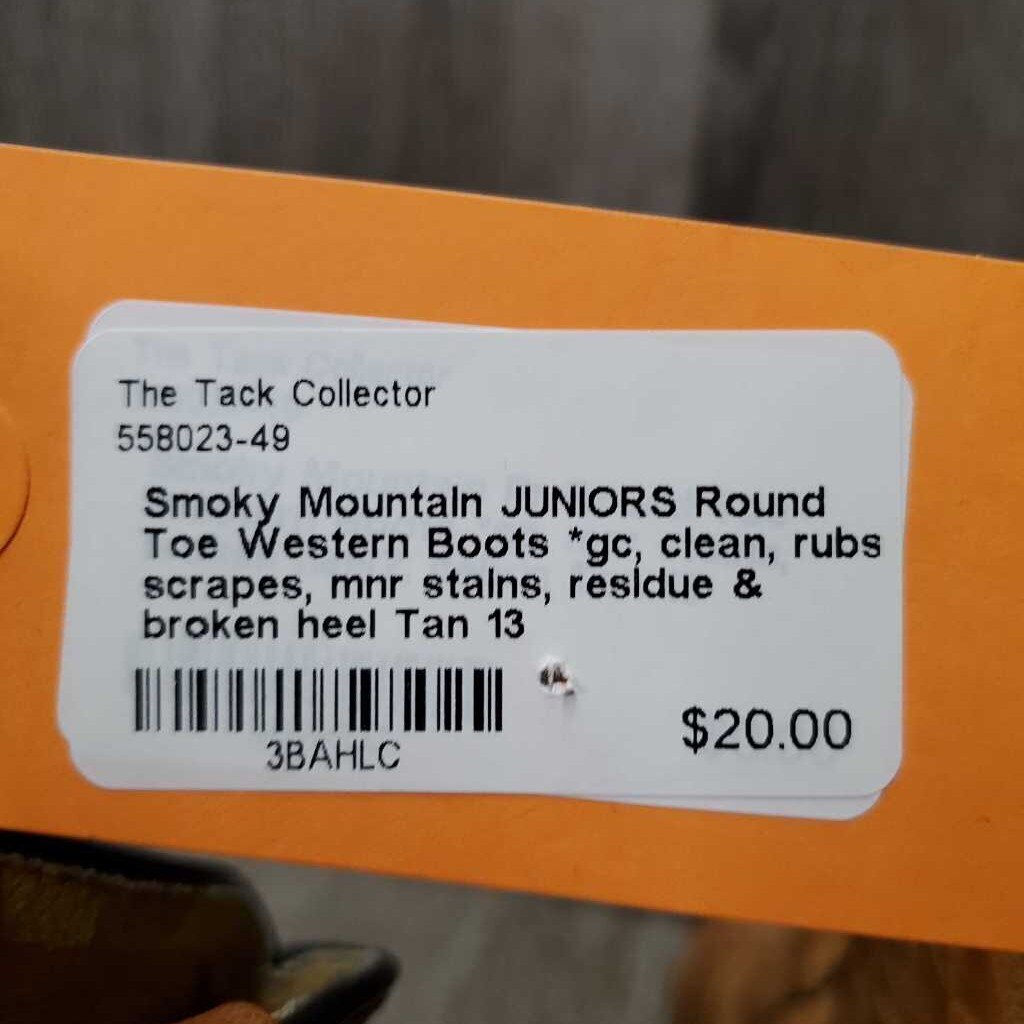 The Tack Collector
558023-49
Smoky Mountain JUNIORS Round
Toe Western Boots *gc, clean, rubs
scrapes, mnr stains, residue &
broken heel Tan 13
3BAHLC
$20.00